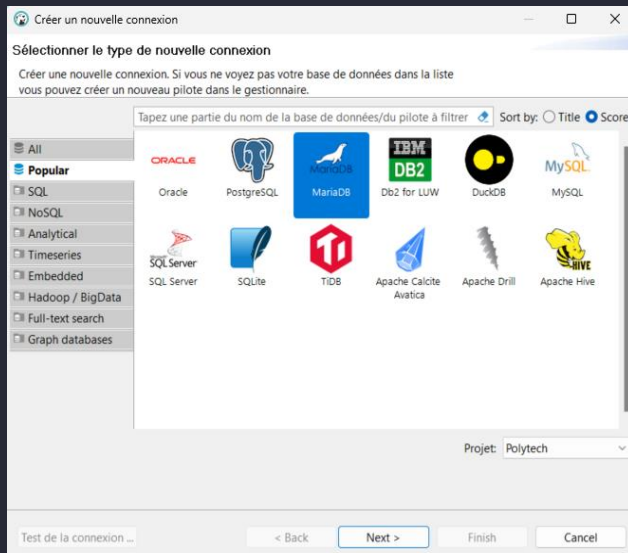 Créer un nouvelle connexion
Sélectionner le type de nouvelle connexion
Créer une nouvelle connexion. Si vous ne voyez pas votre base de données dans la liste
vous pouvez créer un nouveau pilote dans le gestionnaire.
Tapez une partie du nom de la base de données/du pilote à filtrer Sort by: Title Score
All
Popular
SQL
NoSQL
Analytical
Timeseries
Embedded
Hadoop / BigData
Full-text search
Graph databases
ORACLE MariaDB IBM DB2 MySQL
Oracle PostgreSQL MariaDB Db2 for LUW DuckDB MySQL
SQL Server HIVE
SQL Server SQLite TiDB Apache Calcite Avatica Apache Drill Apache Hive
Projet: Polytech
Test de la connexion ... < Back Next > Finish Cancel